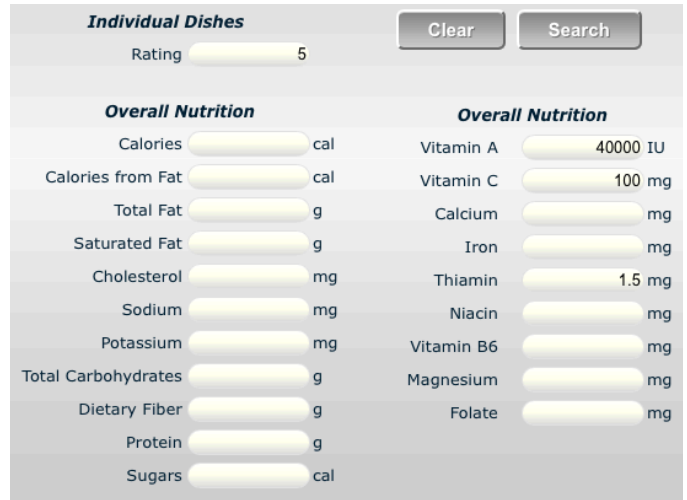 Individual Dishes
Clear Search
Rating 5
Overall Nutrition
Calories cal
Calories from Fat cal
Total Fat g
Saturated Fat g
Cholesterol mg
Sodium mg
Potassium mg
Total Carbohydrates g
Dietary Fiber g
Protein g
Sugars cal
Overall Nutrition
Vitamin A 40000 IU
Vitamin C 100 mg
Calcium mg
Iron mg
Thiamin 1.5 mg
Niacin mg
Vitamin B6 mg
Magnesium mg
Folate mg